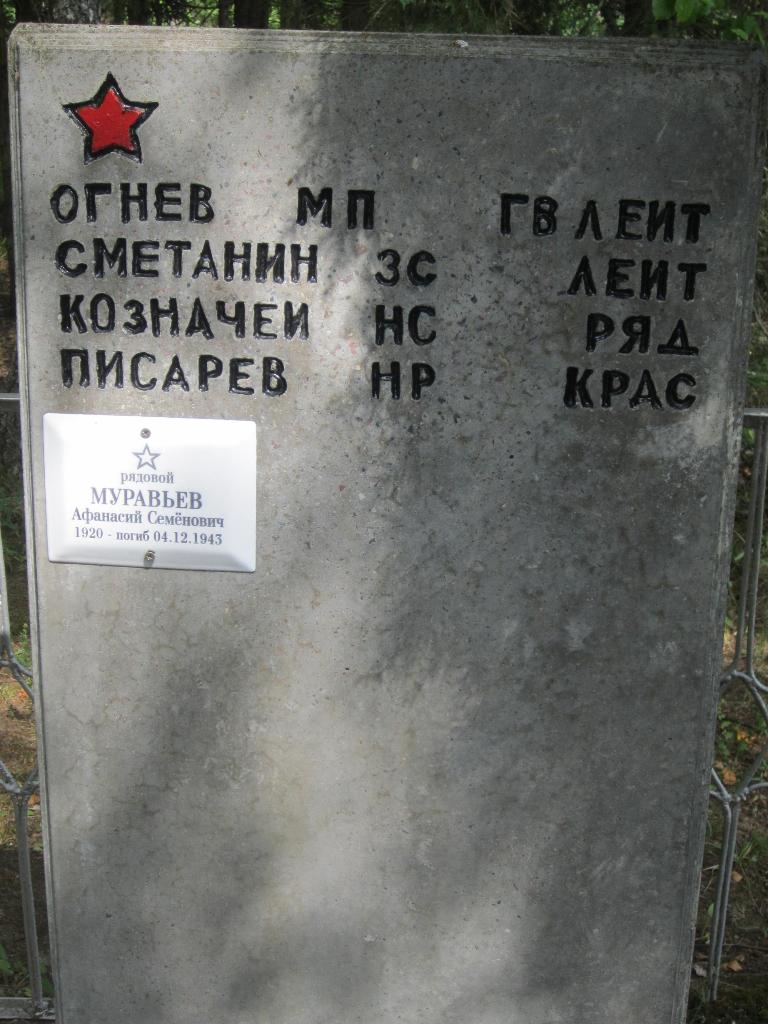 ОГНЕВ МП ГВ ЛЕИТ
СМЕТАНИН ЗС ЛЕИТ
КОЗНАЧЕИ НС РЯД
ПИСАРЕВ НР КРАС
рядовой
МУРАВЬЕВ
Афанасий Семёнович
1920 - погиб 04.12.1943